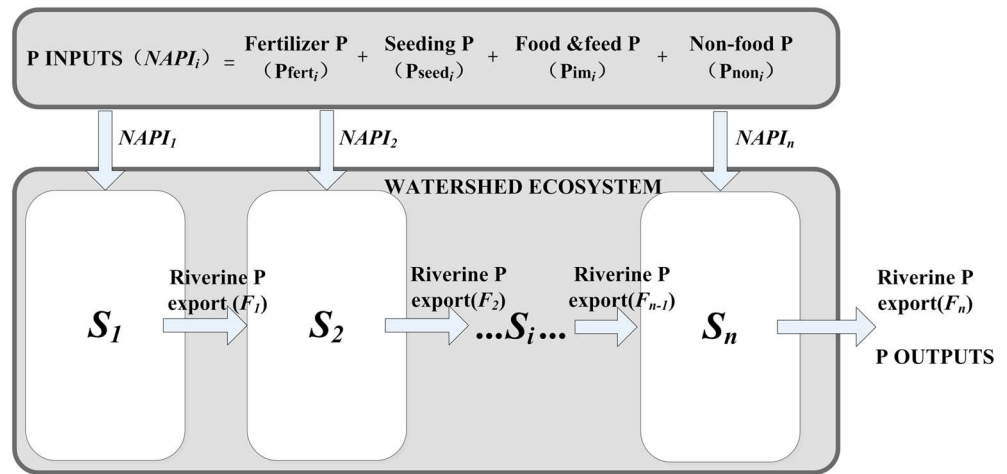 P INPUTS (NAPIi) = Fertilizer P + Seeding P + Food &feed P + Non-food P
(Pferti) (Pseedi) (Pimi) (Pnoni)
NAPI1 NAPI2 NAPIn
WATERSHED ECOSYSTEM
Riverine P
export(F1)
Riverine P
export(F2)
Riverine P
export(Fn-1)
Riverine P
export(Fn)
S1 S2 ...Si... Sn
P OUTPUTS